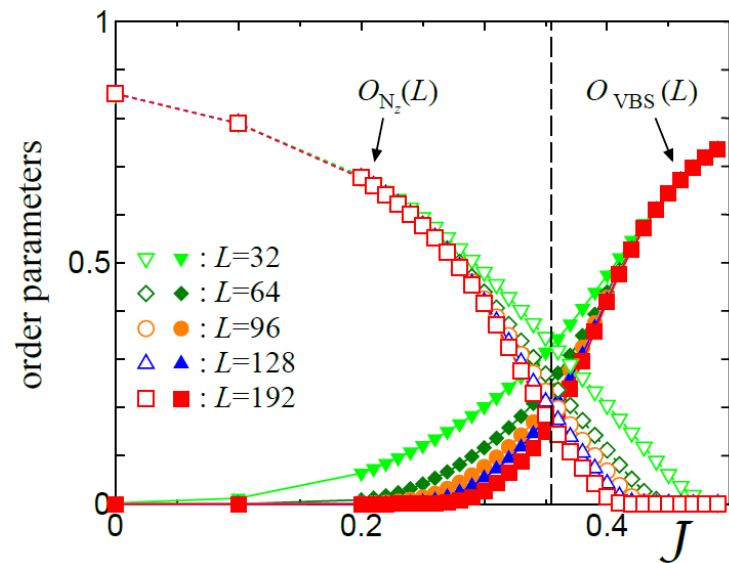 1
O_{N_z}(L)
O_{VBS}(L)
0.5
: L=32
: L=64
: L=96
: L=128
: L=192
order parameters
0
0
0.2
0.4
J